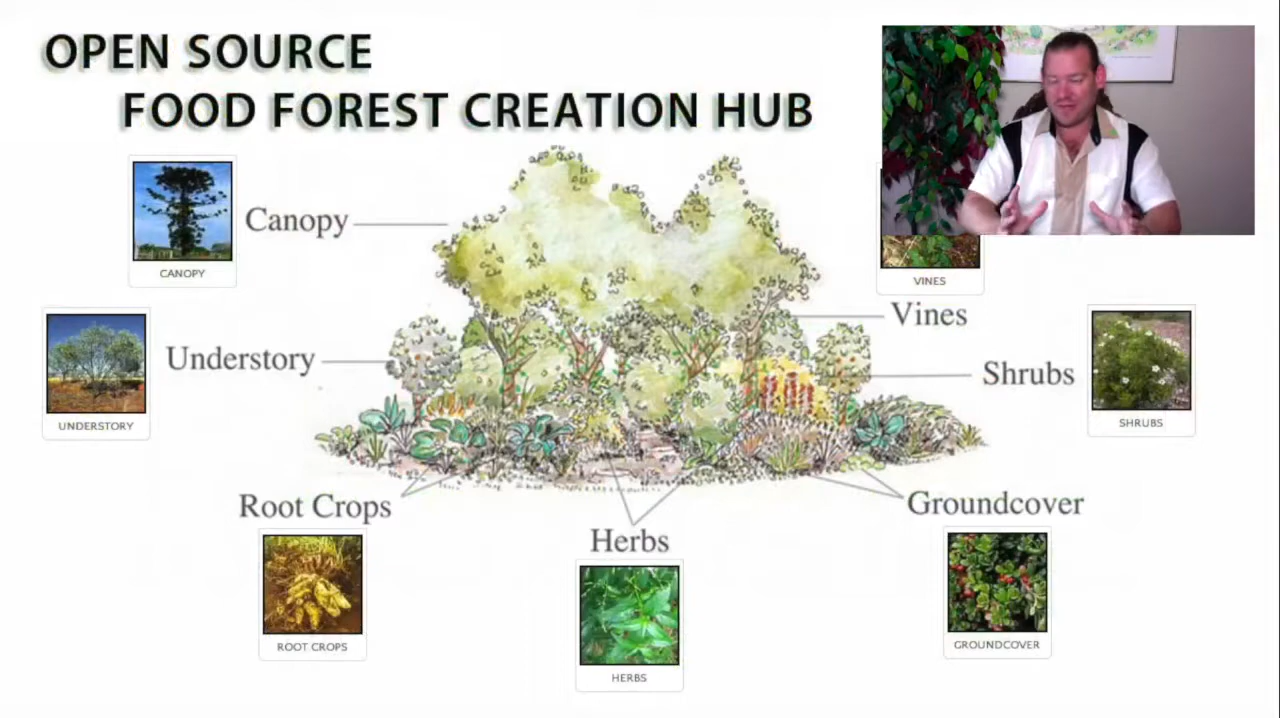 OPEN SOURCE
FOOD FOREST CREATION HUB
Canopy
CANOPY
VINES
Vines
Understory
UNDERSTORY
Shrubs
SHRUBS
Root Crops
ROOT CROPS
Herbs
HERBS
Groundcover
GROUNDCOVER